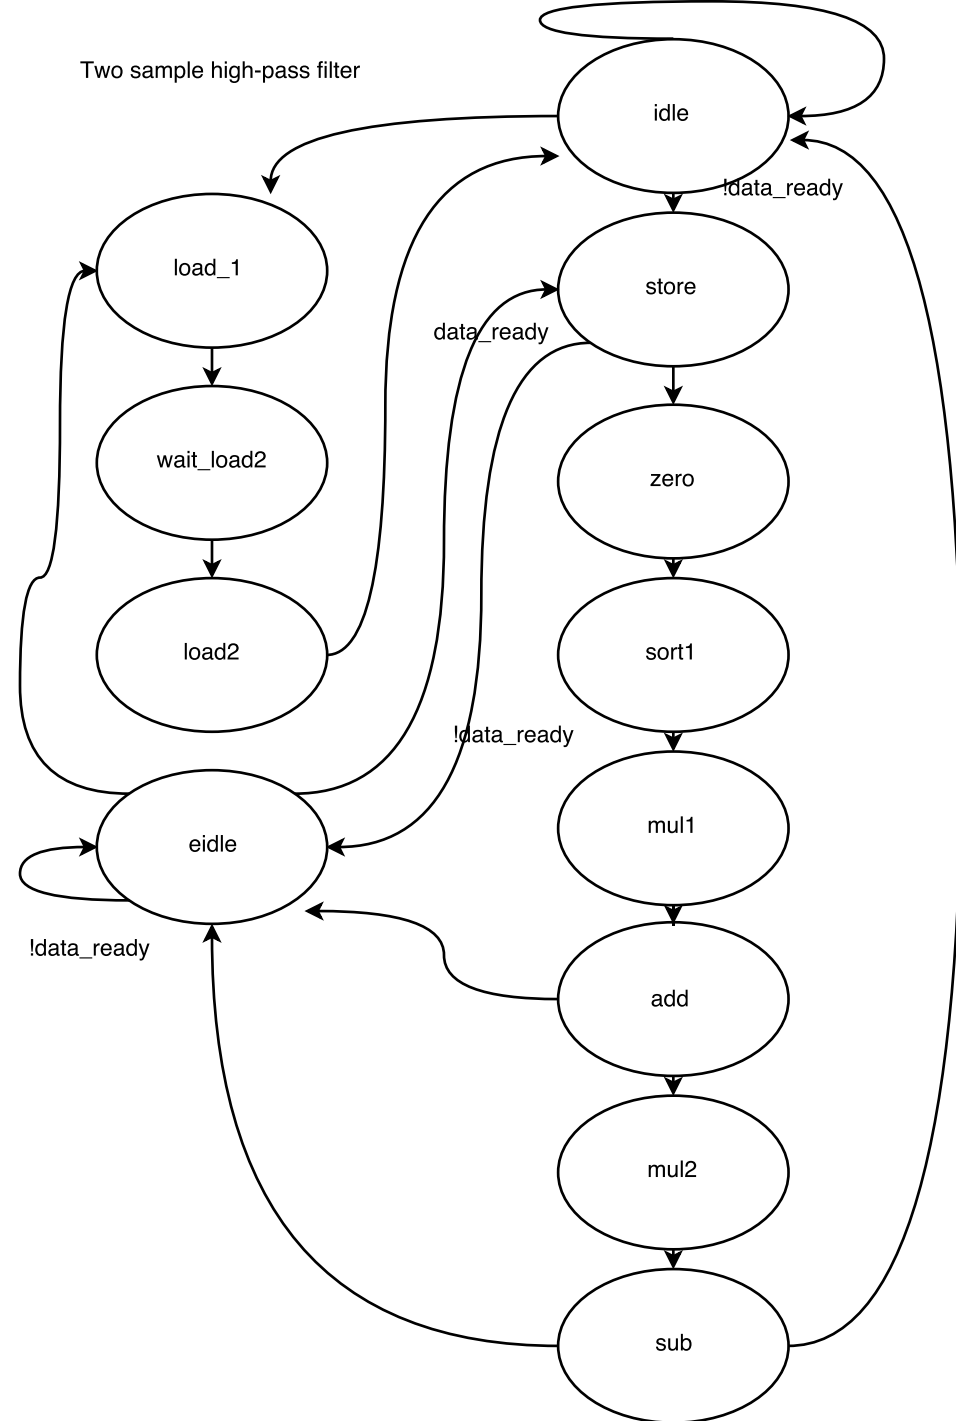 Two sample high-pass filter
idle
!data_ready
load_1
store
data_ready
wait_load2
zero
load2
sort1
!data_ready
mul1
eidle
!data_ready
add
mul2
sub